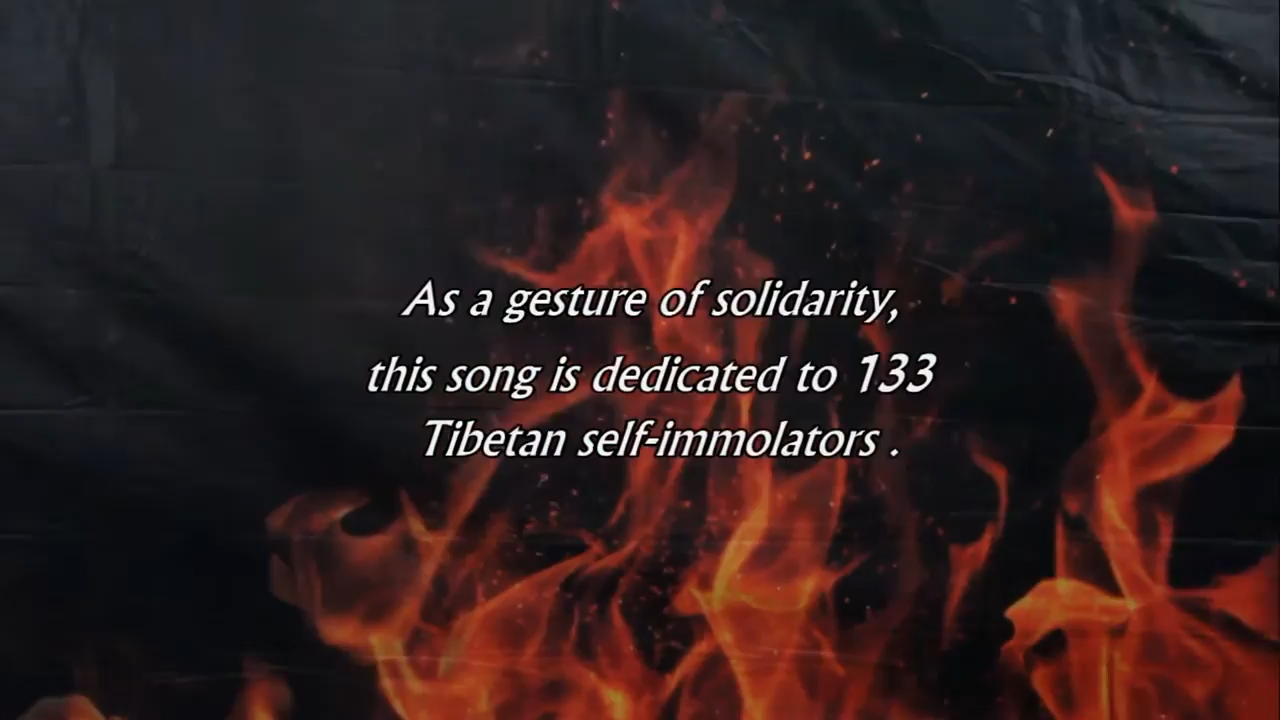 As a gesture of solidarity,
this song is dedicated to 133
Tibetan self-immolators .